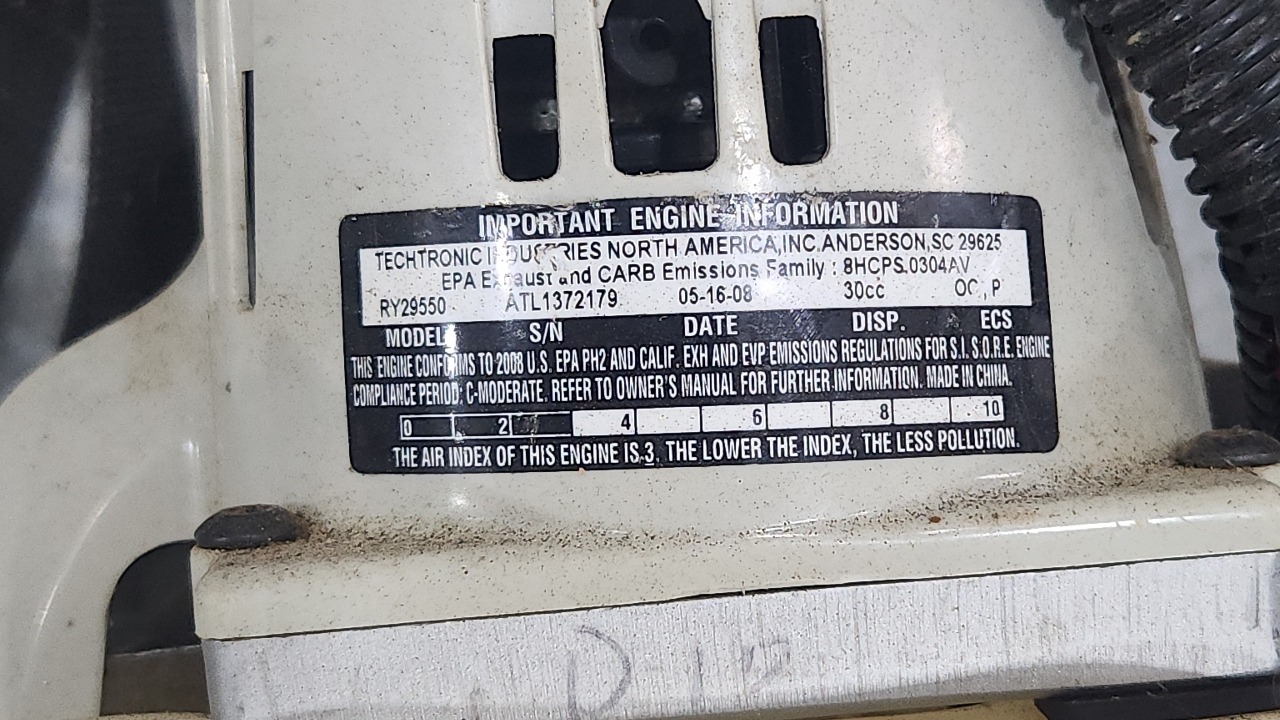 IMPORTANT ENGINE INFORMATION
TECHTRONIC INDUSTRIES NORTH AMERICA,INC.ANDERSON,SC 29625
EPA Exhaust and CARB Emissions Family : 8HCPS.0304AV
RY29550 ATL1372179 05-16-08 30cc OC,P
MODEL S/N DATE DISP. ECS
THIS ENGINE CONFORMS TO 2008 U.S. EPA PH2 AND CALIF. EXH AND EVP EMISSIONS REGULATIONS FOR S.I. S.O.R.E. ENGINE
COMPLIANCE PERIOD: C-MODERATE. REFER TO OWNER'S MANUAL FOR FURTHER INFORMATION. MADE IN CHINA.
0 2 4 6 8 10
THE AIR INDEX OF THIS ENGINE IS 3, THE LOWER THE INDEX, THE LESS POLLUTION.